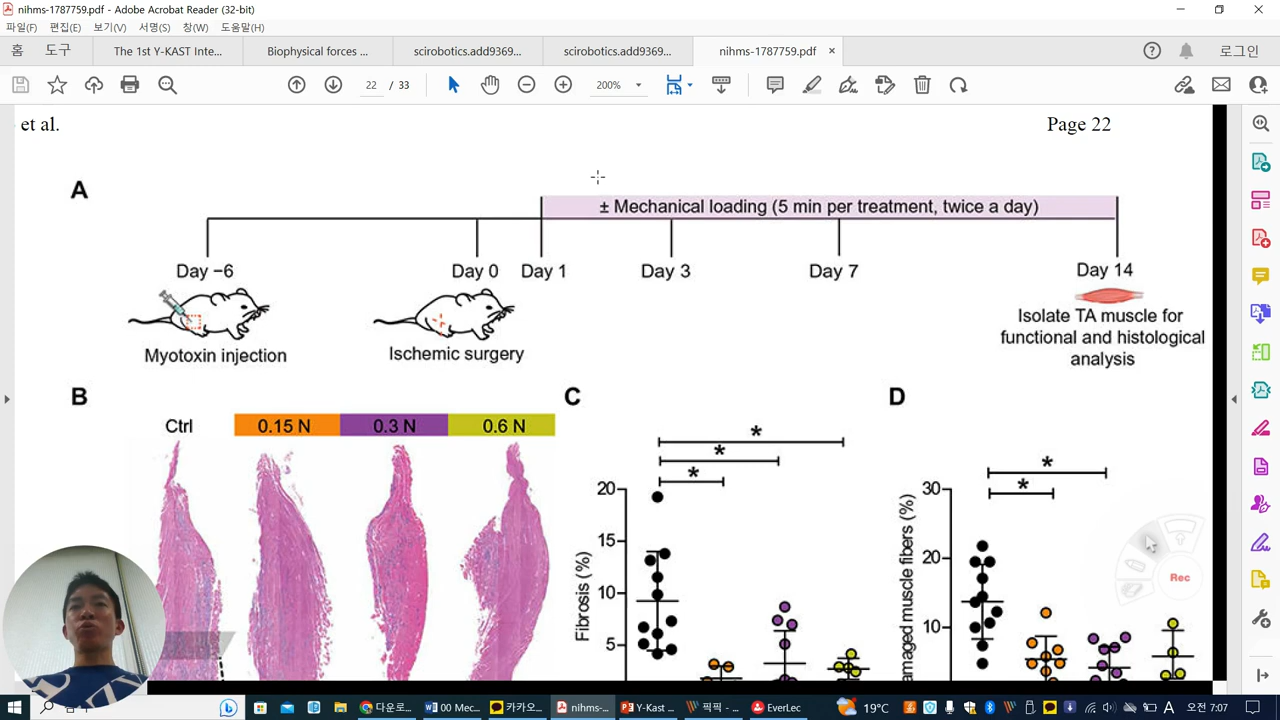 nihms-1787759.pdf - Adobe Acrobat Reader (32-bit)
파일(F) 편집(E) 보기(V) 서명(S) 창(W) 도움말(H)
홈 도구 The 1st Y-KAST Inte... Biophysical forces ... scirobotics.add9369... scirobotics.add9369... nihms-1787759.pdf × 로그인
22 / 33 200%
et al. Page 22
A
± Mechanical loading (5 min per treatment, twice a day)
Day −6 Day 0 Day 1 Day 3 Day 7 Day 14
Myotoxin injection
Ischemic surgery
Isolate TA muscle for
functional and histological
analysis
B
Ctrl 0.15 N 0.3 N 0.6 N
C
* * *
Fibrosis (%)
20
15
10
5
D
* *
amaged muscle fibers (%)
30
20
10
Rec
다운로... 00 Mec... 카카오... nihms-... Y-Kast ... 픽픽 - ... EverLec 19°C A 오전 7:07